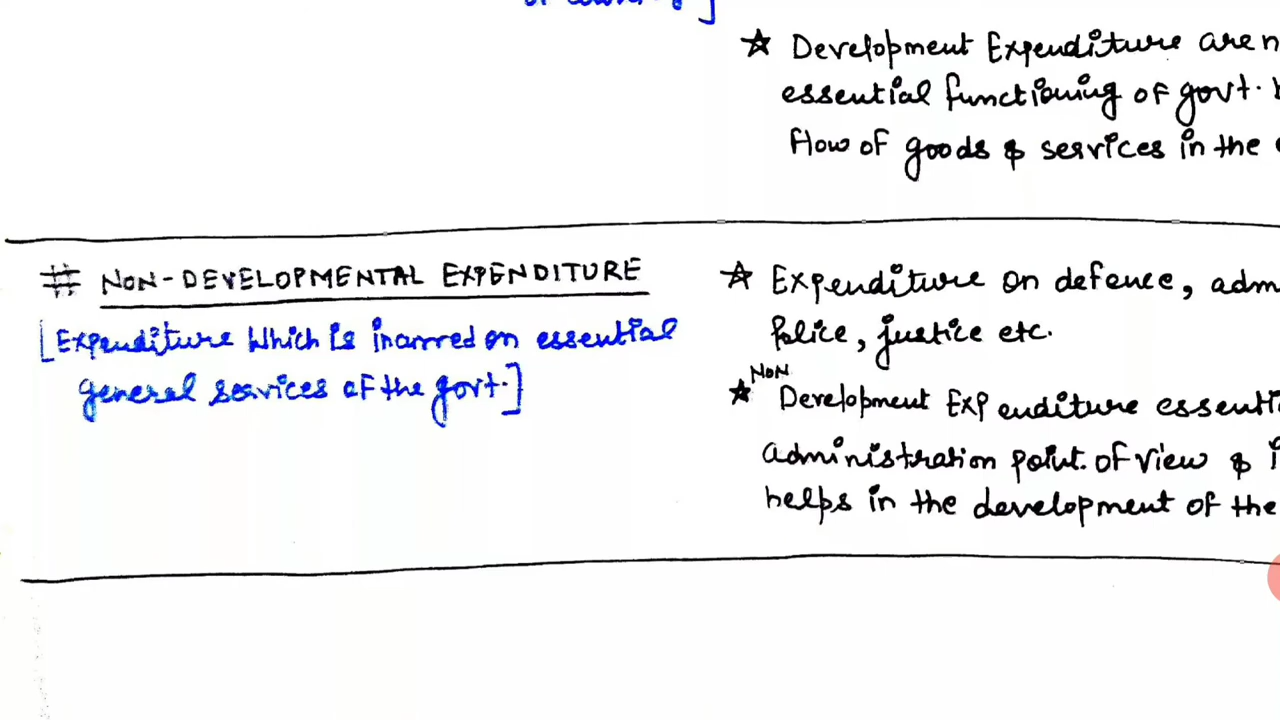 ★ Development Expenditure are
essential functioning of govt.
flow of goods & services in the
# NON-DEVELOPMENTAL EXPENDITURE
[Expenditure which is incurred on essential
general services of the govt.]
★ Expenditure on defence,
Police, justice etc.
NON
★ Development Expenditure
administration point of view &
helps in the development of the